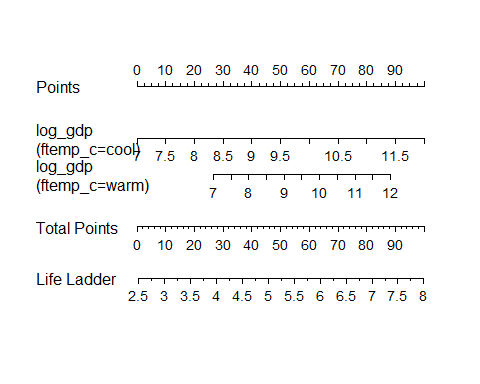 0 10 20 30 40 50 60 70 80 90
Points
log_gdp
(ftemp_c=cool)
7 7.5 8 8.5 9 9.5 10.5 11.5
log_gdp
(ftemp_c=warm)
7 8 9 10 11 12
Total Points
0 10 20 30 40 50 60 70 80 90
Life Ladder
2.5 3 3.5 4 4.5 5 5.5 6 6.5 7 7.5 8